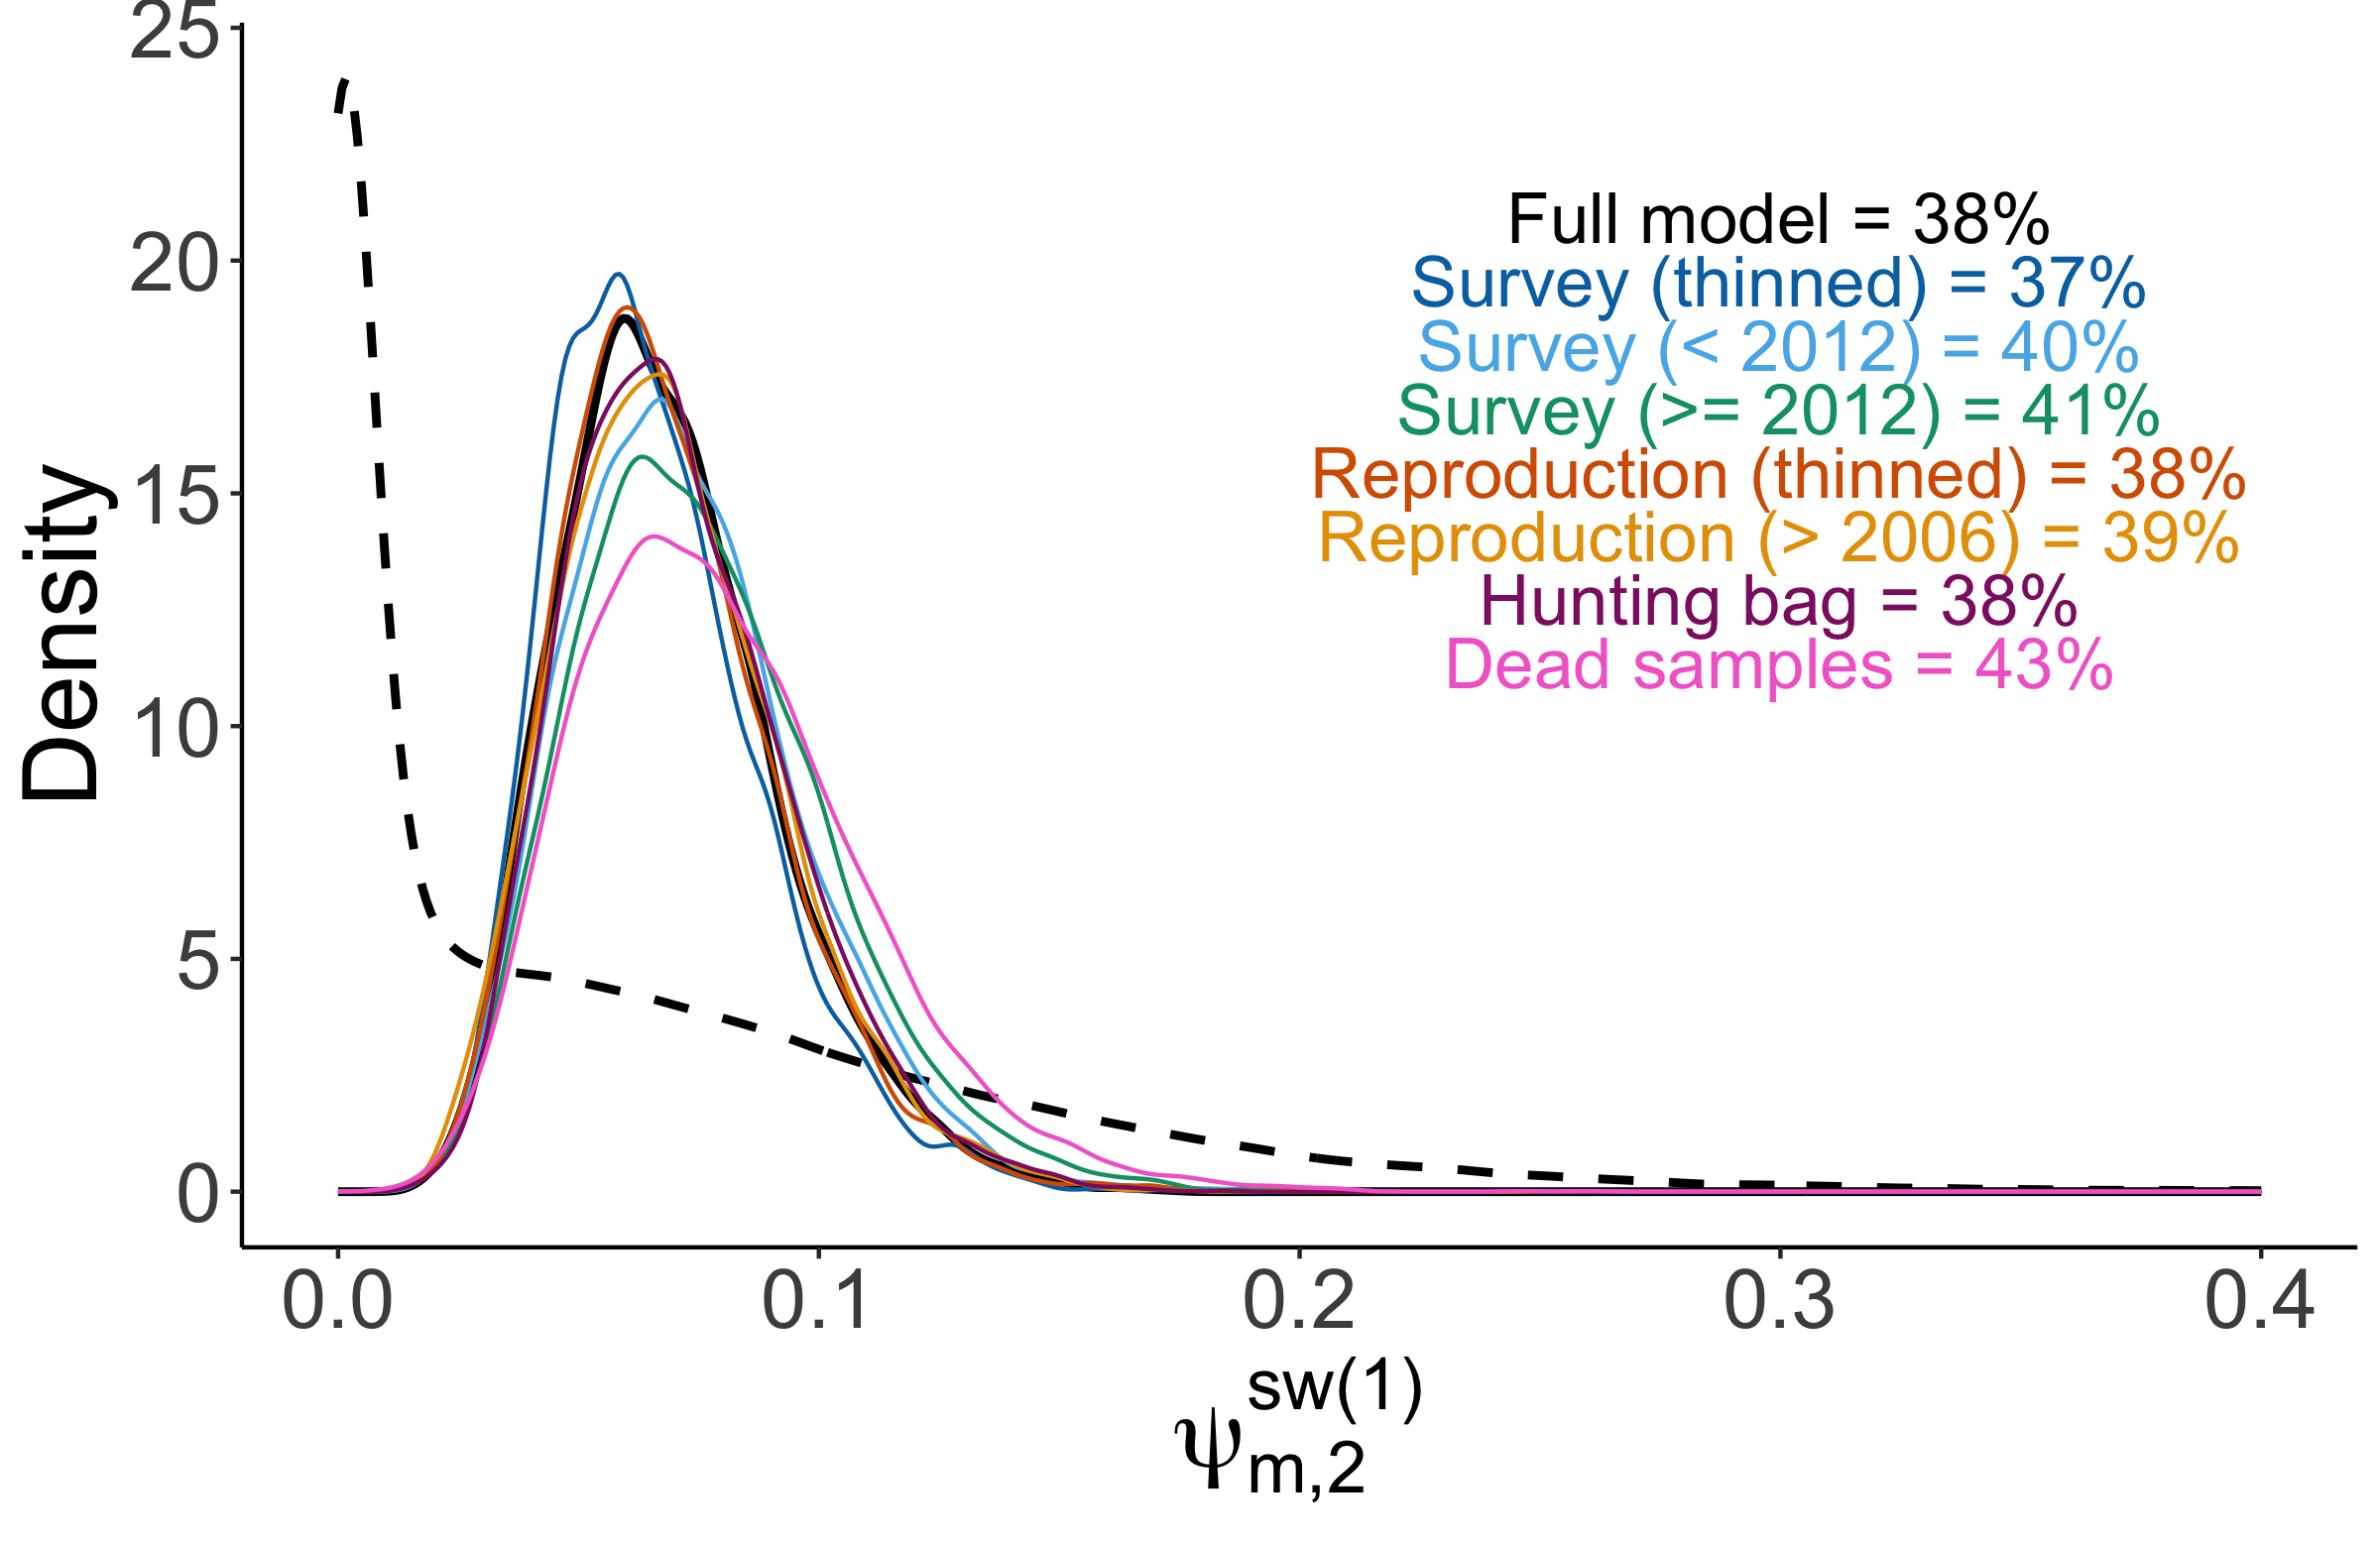 25
20
15
10
5
0
Density
Full model = 38%
Survey (thinned) = 37%
Survey (< 2012) = 40%
Survey (>= 2012) = 41%
Reproduction (thinned) = 38%
Reproduction (> 2006) = 39%
Hunting bag = 38%
Dead samples = 43%
0.0 0.1 0.2 0.3 0.4
ψ sw(1) m,2